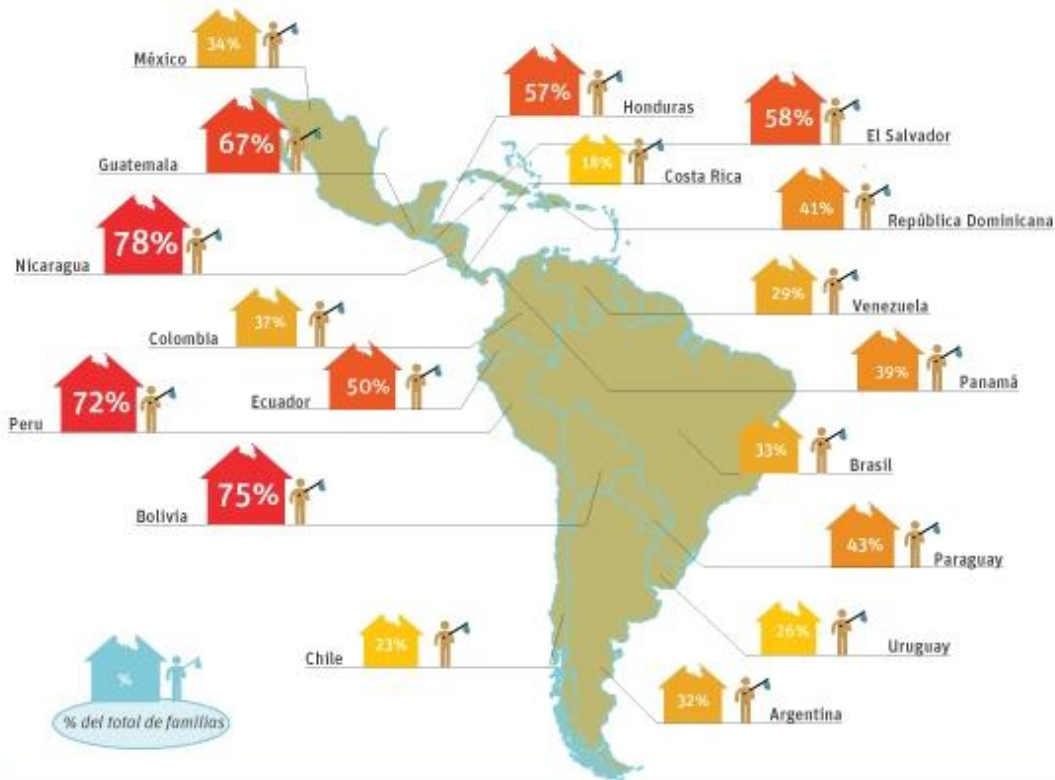 34%
México
57%
Honduras
58%
El Salvador
67%
Guatemala
18%
Costa Rica
41%
República Dominicana
78%
Nicaragua
29%
Venezuela
37%
Colombia
39%
Panamá
50%
Ecuador
72%
Peru
33%
Brasil
75%
Bolivia
43%
Paraguay
23%
Chile
26%
Uruguay
32%
Argentina
%
% del total de familias